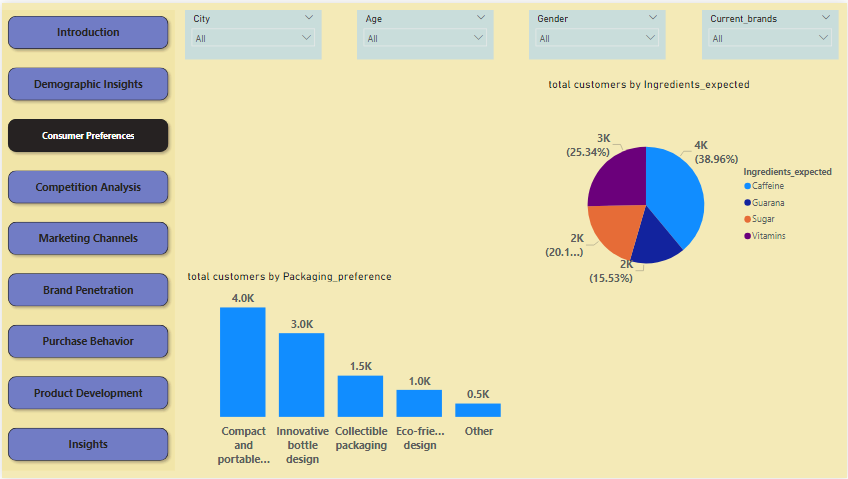 Introduction
Demographic Insights
Consumer Preferences
Competition Analysis
Marketing Channels
Brand Penetration
Purchase Behavior
Product Development
Insights
City
All
Age
All
Gender
All
Current_brands
All
total customers by Ingredients_expected
3K
(25.34%)
4K
(38.96%)
2K
(20.1...)
2K
(15.53%)
Ingredients_expected
Caffeine
Guarana
Sugar
Vitamins
total customers by Packaging_preference
4.0K
3.0K
1.5K
1.0K
0.5K
Compact
and
portable...
Innovative
bottle
design
Collectible
packaging
Eco-frie...
design
Other